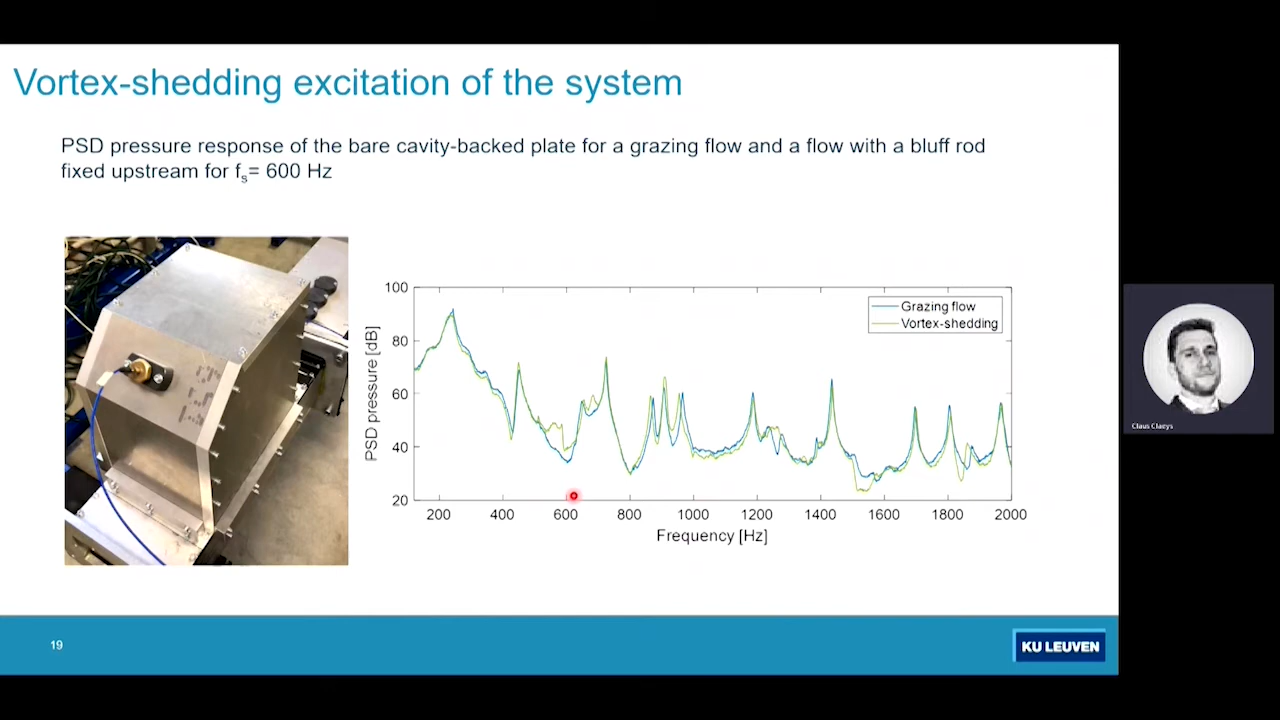 Vortex-shedding excitation of the system
PSD pressure response of the bare cavity-backed plate for a grazing flow and a flow with a bluff rod
fixed upstream for fs= 600 Hz
100
80
60
40
20
PSD pressure [dB]
Grazing flow
Vortex-shedding
200 400 600 800 1000 1200 1400 1600 1800 2000
Frequency [Hz]
Claus Claeys
19
KU LEUVEN